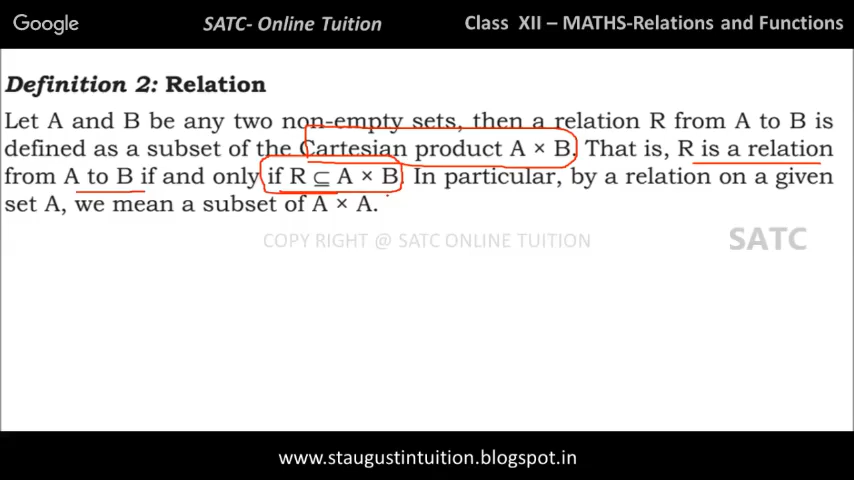 Google
SATC- Online Tuition
Class XII – MATHS-Relations and Functions
Definition 2: Relation
Let A and B be any two non-empty sets, then a relation R from A to B is
defined as a subset of the Cartesian product A × B. That is, R is a relation
from A to B if and only if R ⊆ A × B. In particular, by a relation on a given
set A, we mean a subset of A × A.
COPY RIGHT @ SATC ONLINE TUITION
SATC
www.staugustintuition.blogspot.in